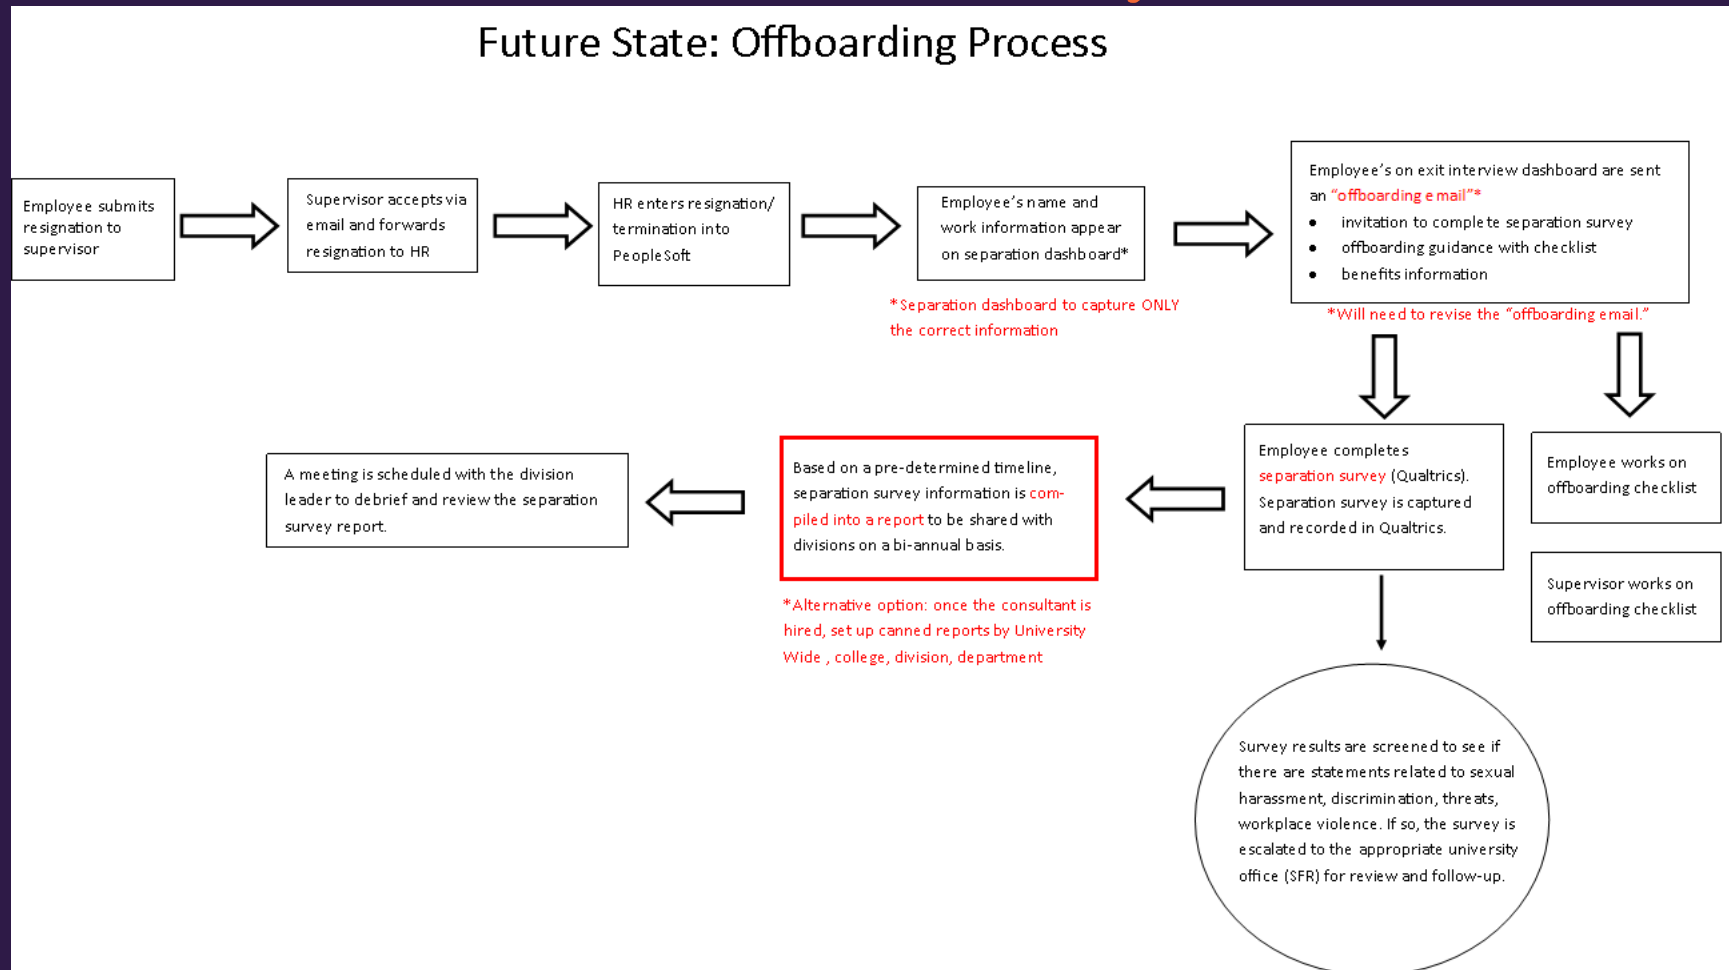 Future State: Offboarding Process
Employee submits
resignation to
supervisor
Supervisor accepts via
email and forwards
resignation to HR
HR enters resignation/
termination into
PeopleSoft
Employee's name and
work information appear
on separation dashboard*
*Separation dashboard to capture ONLY
the correct information
Employee's on exit interview dashboard are sent
an "offboarding email"*
• invitation to complete separation survey
• offboarding guidance with checklist
• benefits information
*Will need to revise the "offboarding email."
Employee completes
separation survey (Qualtrics).
Separation survey is captured
and recorded in Qualtrics.
Employee works on
offboarding checklist
Supervisor works on
offboarding checklist
Based on a pre-determined timeline,
separation survey information is com-
piled into a report to be shared with
divisions on a bi-annual basis.
*Alternative option: once the consultant is
hired, set up canned reports by University
Wide , college, division, department
A meeting is scheduled with the division
leader to debrief and review the separation
survey report.
Survey results are screened to see if
there are statements related to sexual
harassment, discrimination, threats,
workplace violence. If so, the survey is
escalated to the appropriate university
office (SFR) for review and follow-up.